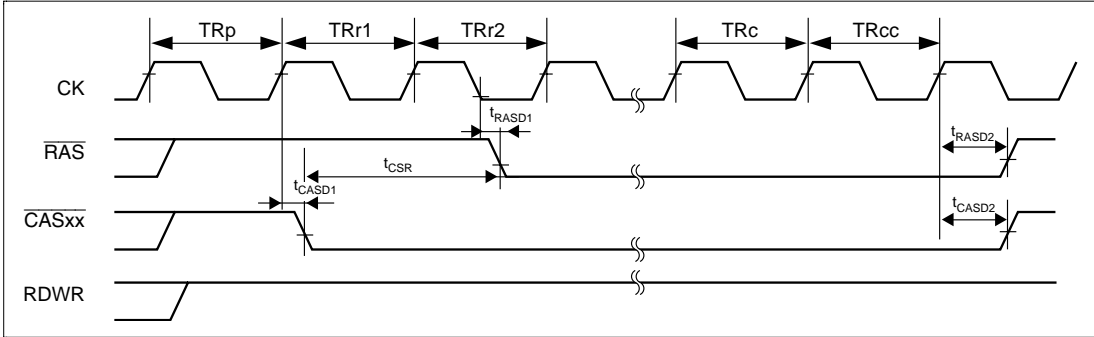 TRp TRr1 TRr2 TRc TRcc
CK
tRASD1
RAS
tRASD2
tCSR
tCASD1
CASxx
tCASD2
RDWR